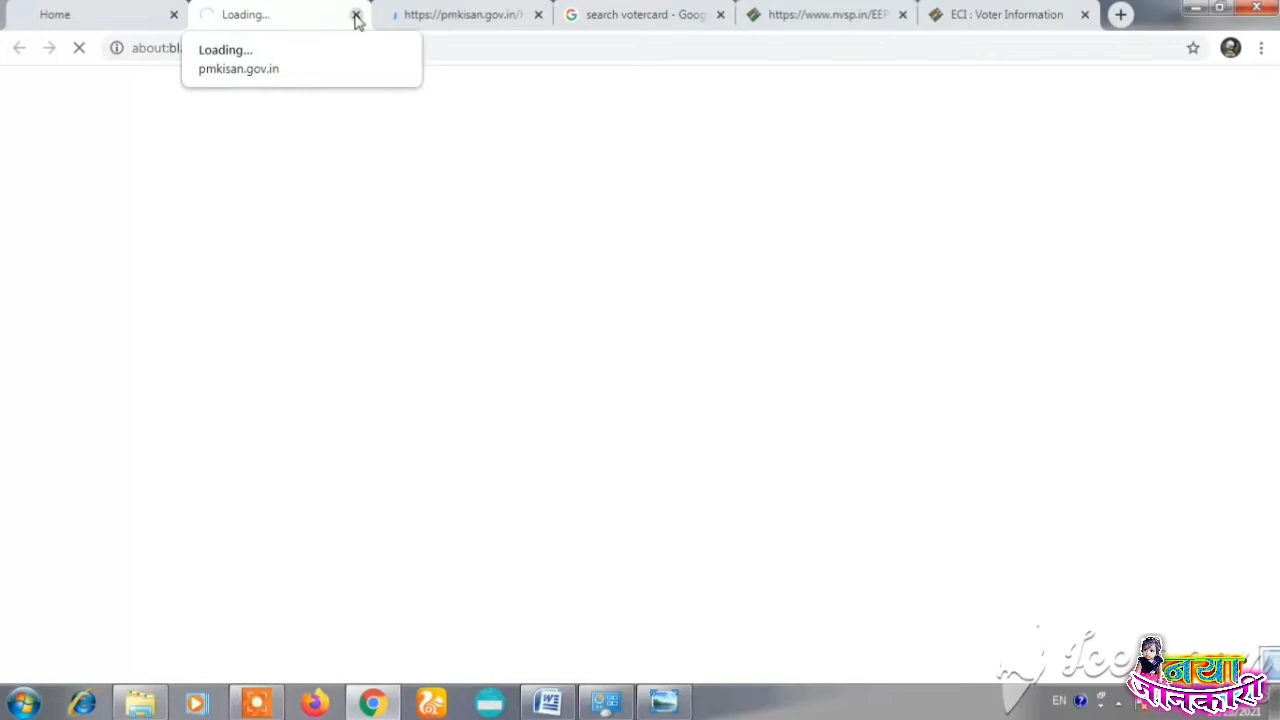 Home
Loading...
https://pmkisan.gov.in/
search votercard - Goog
https://www.nvsp.in/EEP
ECI : Voter Information
about:bl
Loading...
pmkisan.gov.in
EN
नया
जानकारी